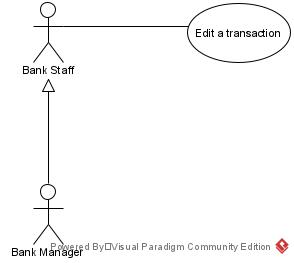 Edit a transaction
Bank Staff
Powered By Visual Paradigm Community Edition
Bank Manager